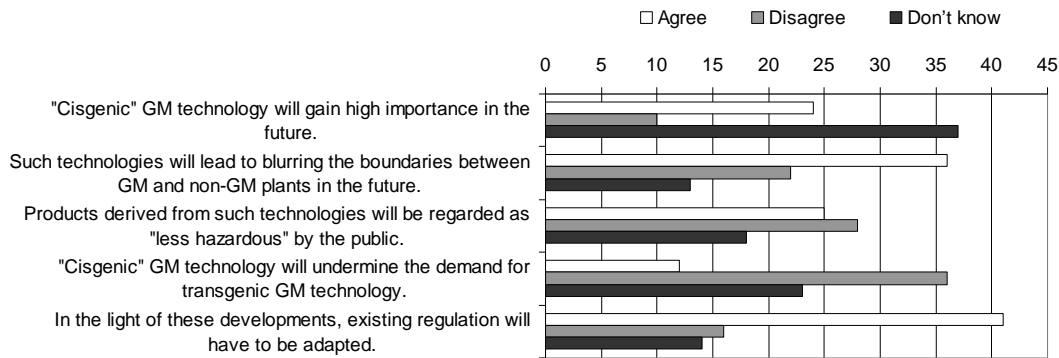 Agree Disagree Don't know
0 5 10 15 20 25 30 35 40 45
"Cisgenic" GM technology will gain high importance in the
future.
Such technologies will lead to blurring the boundaries between
GM and non-GM plants in the future.
Products derived from such technologies will be regarded as
"less hazardous" by the public.
"Cisgenic" GM technology will undermine the demand for
transgenic GM technology.
In the light of these developments, existing regulation will
have to be adapted.